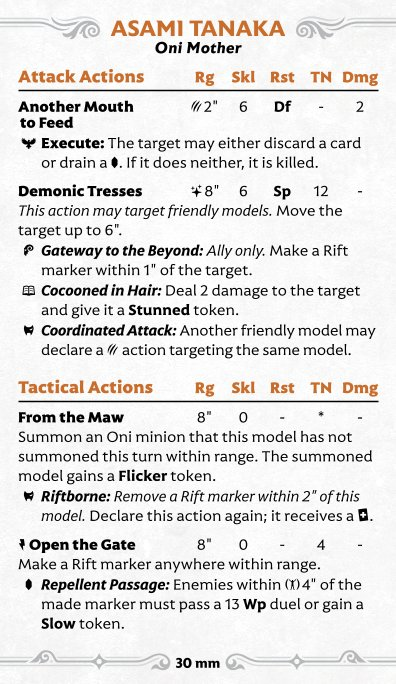 ASAMI TANAKA
Oni Mother
Attack Actions Rg Skl Rst TN Dmg
Another Mouth 2" 6 Df - 2
to Feed
Execute: The target may either discard a card
or drain a . If it does neither, it is killed.
Demonic Tresses 8" 6 Sp 12 -
This action may target friendly models. Move the
target up to 6".
Gateway to the Beyond: Ally only. Make a Rift
marker within 1" of the target.
Cocooned in Hair: Deal 2 damage to the target
and give it a Stunned token.
Coordinated Attack: Another friendly model may
declare a action targeting the same model.
Tactical Actions Rg Skl Rst TN Dmg
From the Maw 8" 0 - * -
Summon an Oni minion that this model has not
summoned this turn within range. The summoned
model gains a Flicker token.
Riftborne: Remove a Rift marker within 2" of this
model. Declare this action again; it receives a .
Open the Gate 8" 0 - 4 -
Make a Rift marker anywhere within range.
Repellent Passage: Enemies within 4" of the
made marker must pass a 13 Wp duel or gain a
Slow token.
30 mm